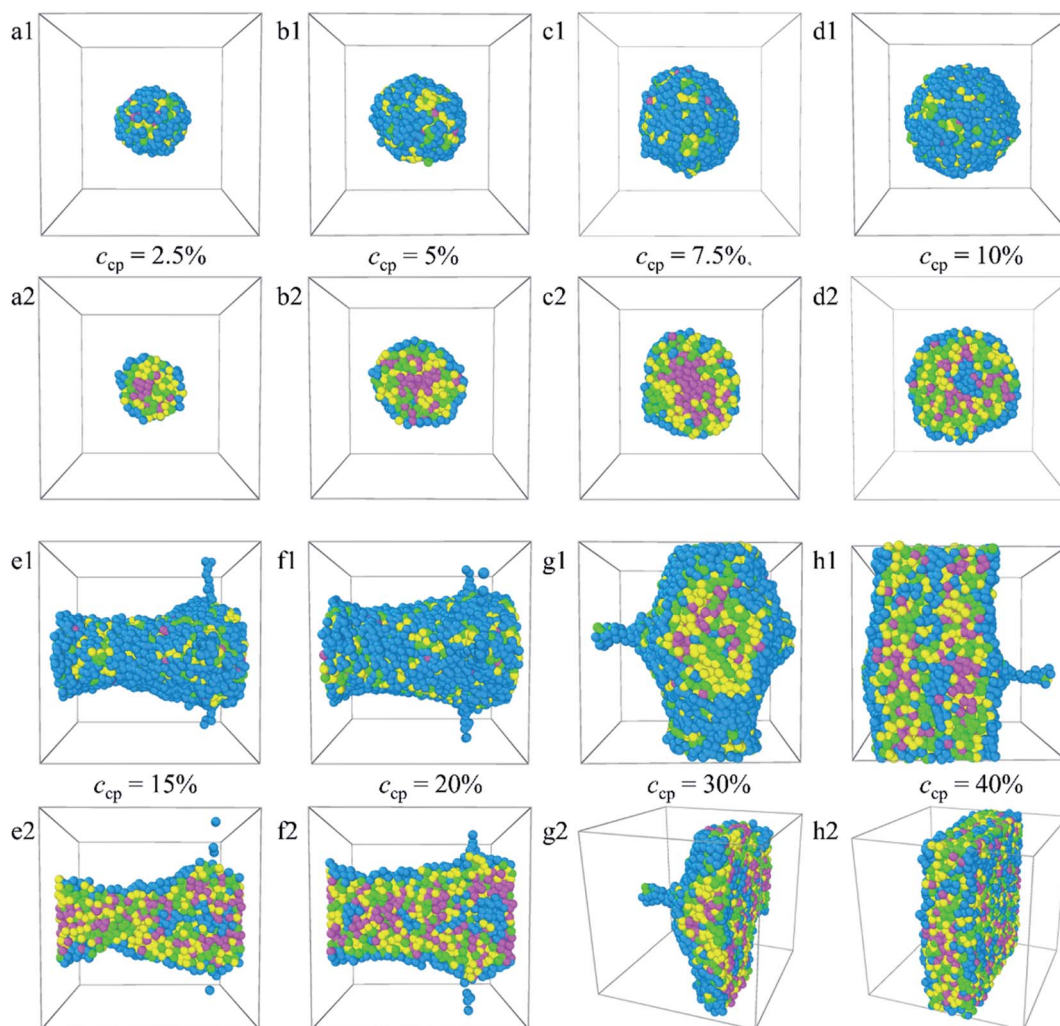 a1 b1 c1 d1
c_cp = 2.5% c_cp = 5% c_cp = 7.5%. c_cp = 10%
a2 b2 c2 d2
e1 f1 g1 h1
c_cp = 15% c_cp = 20% c_cp = 30% c_cp = 40%
e2 f2 g2 h2